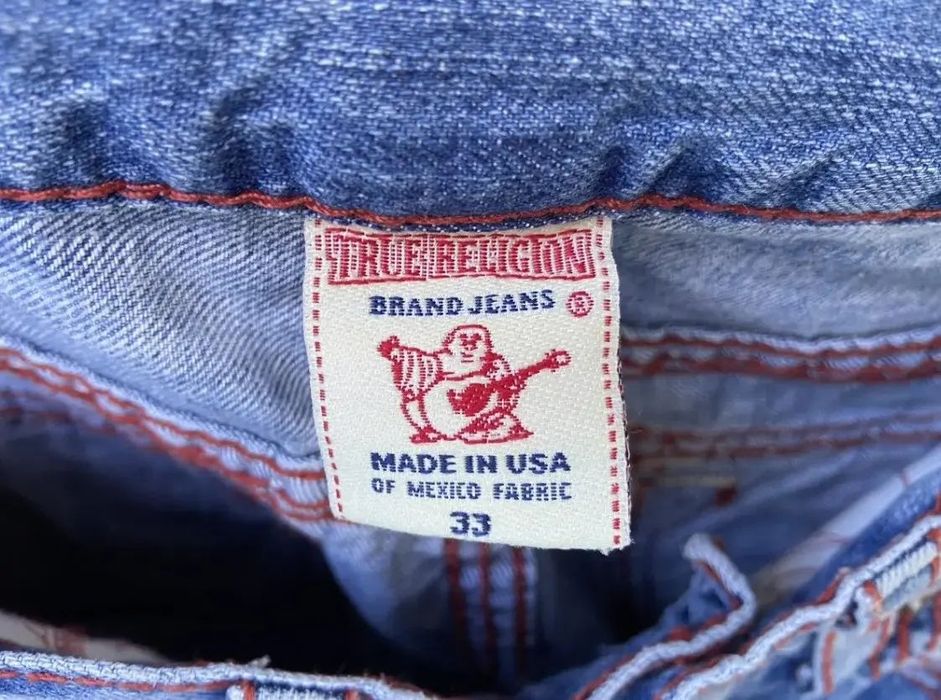 TRUE RELIGION
BRAND JEANS ®
MADE IN USA
OF MEXICO FABRIC
33